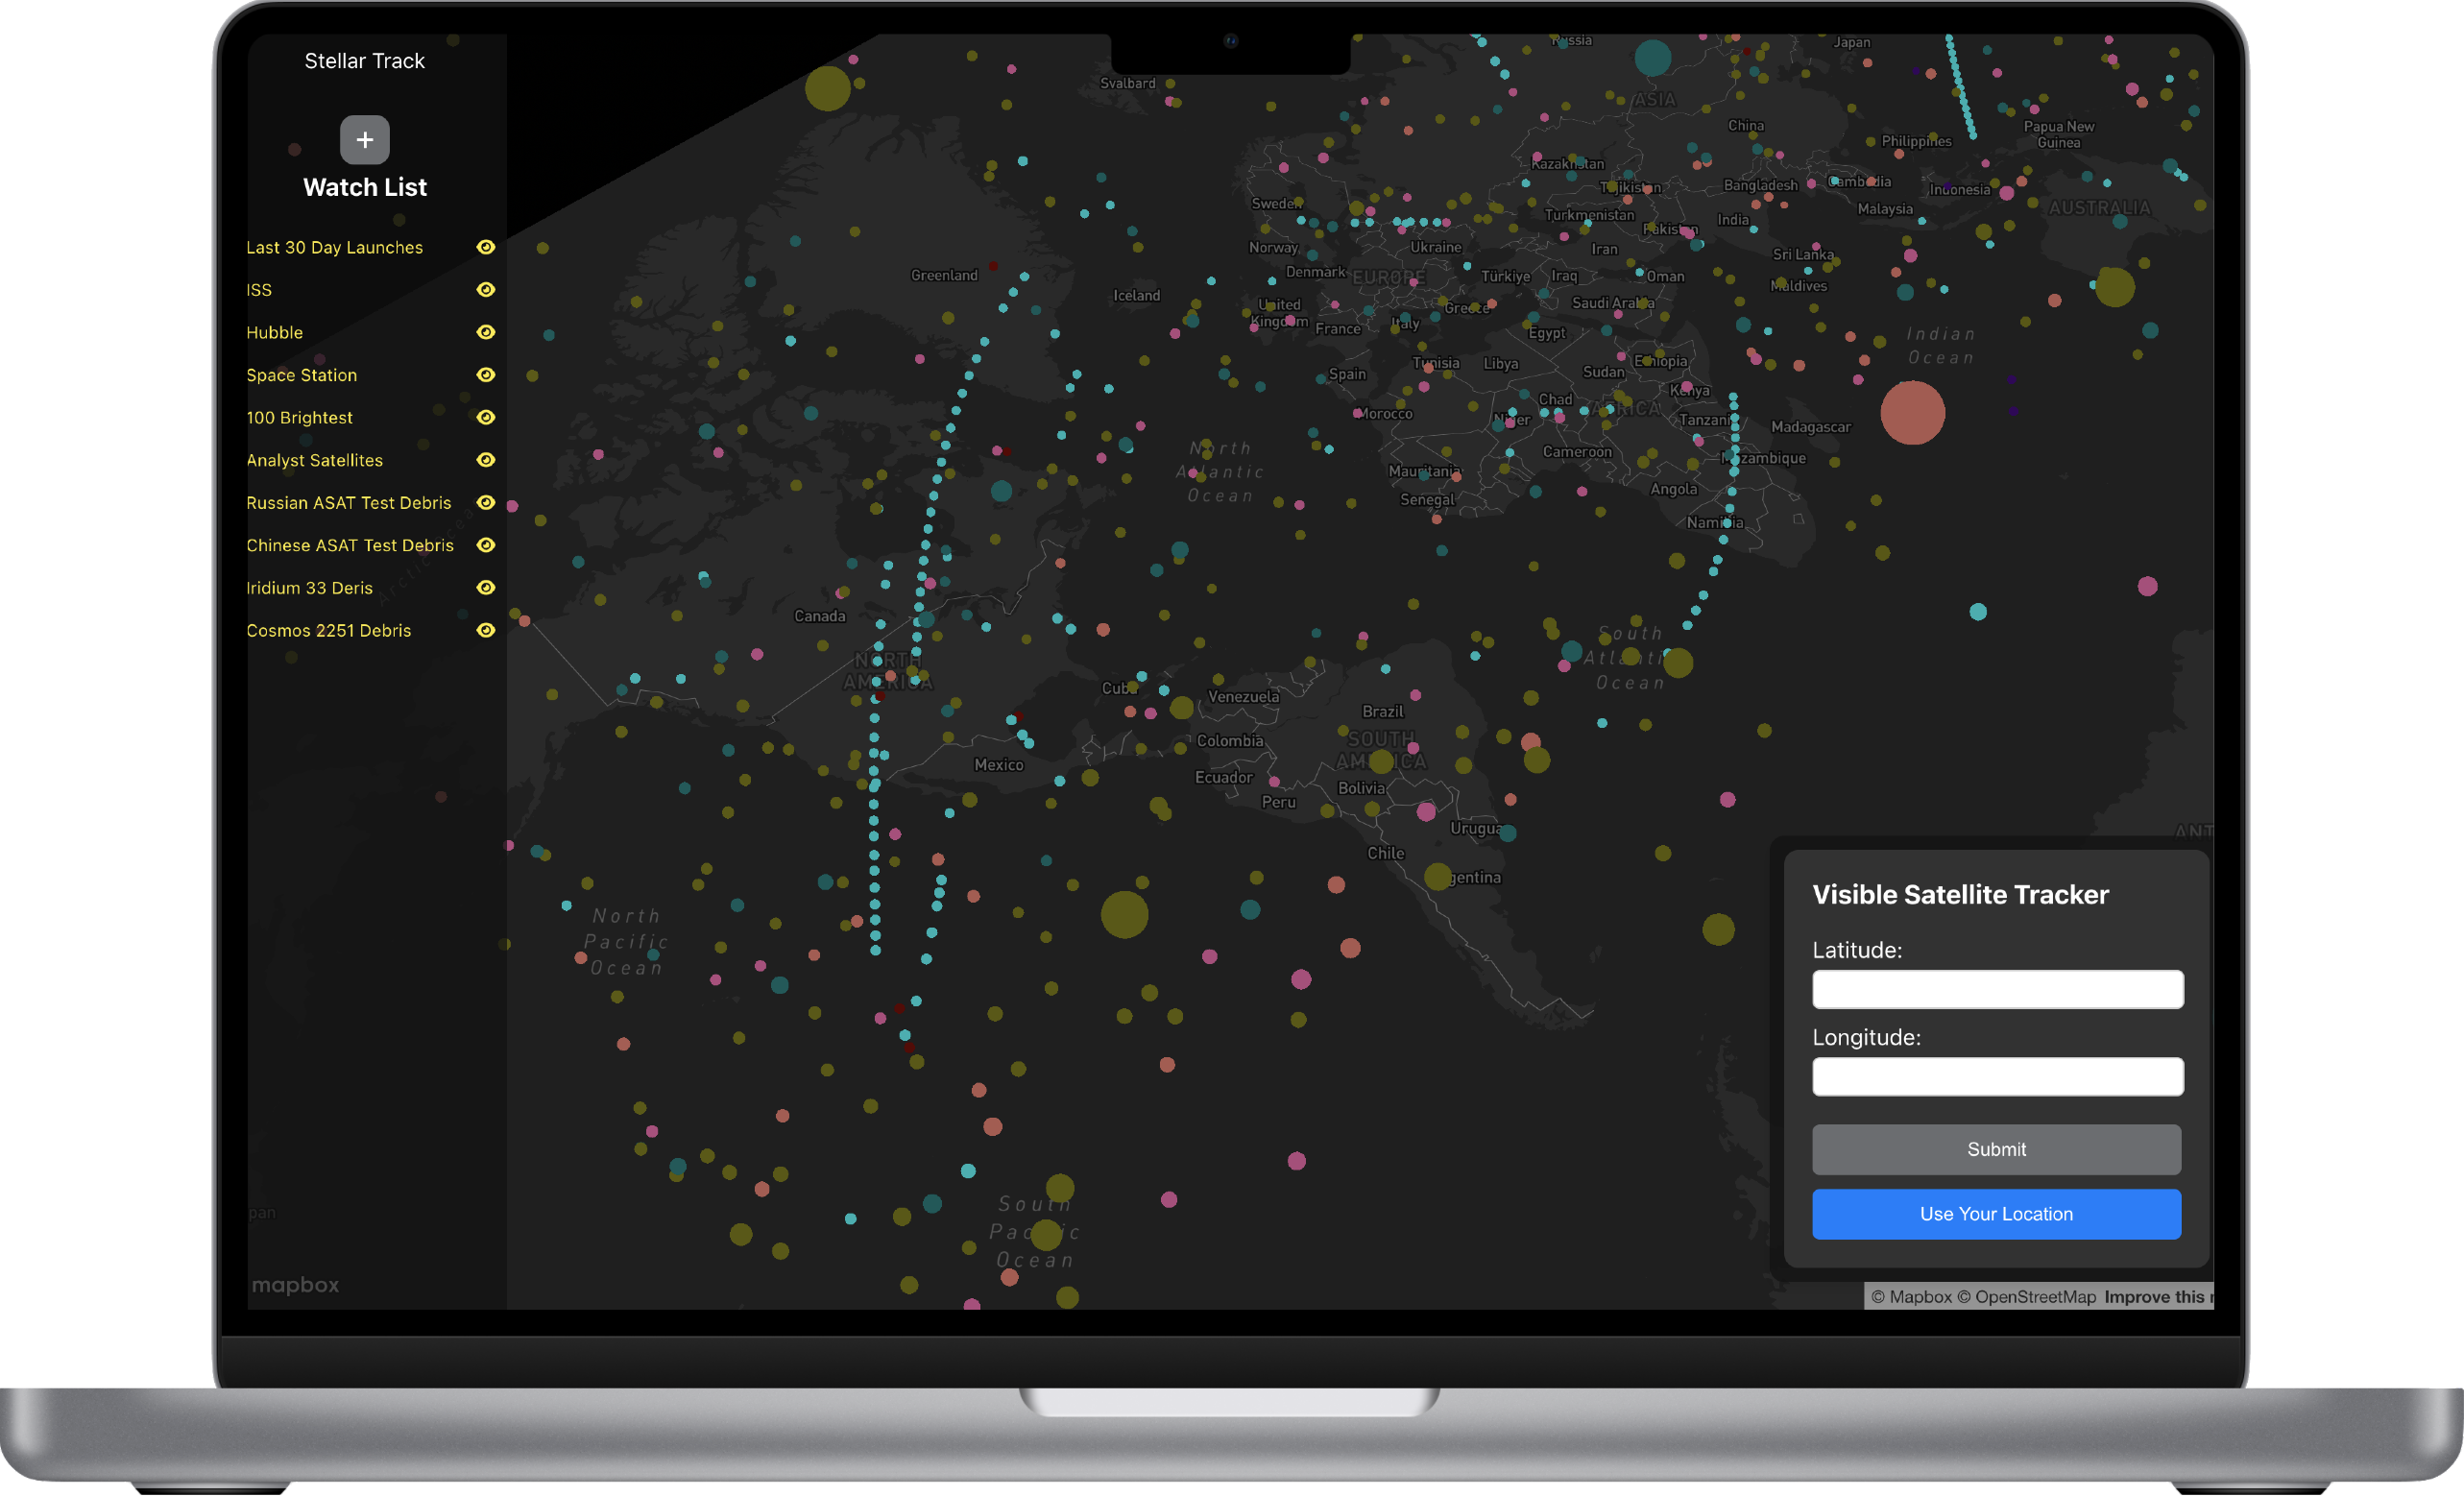 Stellar Track
+
Watch List
Last 30 Day Launches
ISS
Hubble
Space Station
100 Brightest
Analyst Satellites
Russian ASAT Test Debris
Chinese ASAT Test Debris
Iridium 33 Deris
Cosmos 2251 Debris
mapbox
Russia
Japan
Svalbard
ASIA
China
Philippines
Papua New
Guinea
Kazakhstan
Tajikistan
Bangladesh
Cambodia
Indonesia
Sweden
Turkmenistan
Malaysia
AUSTRALIA
India
Pakistan
Norway
Ukraine
Iran
Sri Lanka
Greenland
Denmark
EUROPE
Türkiye
Iraq
Oman
Maldives
Iceland
United
Kingdom
Greece
Saudi Arabia
France
Italy
Egypt
Indian
Ocean
Tunisia
Libya
Ethiopia
Spain
Sudan
Kenya
Chad
AFRICA
Morocco
Niger
Tanzani
Madagascar
North
Atlantic
Ocean
Cameroon
Mozambique
Mauritania
Senegal
Angola
Namibia
Arctic
Canada
NORTH
AMERICA
South
Atlantic
Ocean
Cuba
Venezuela
Brazil
Colombia
SOUTH
AMERICA
Mexico
Ecuador
Bolivia
Peru
Urugua
Chile
gentina
ANT
North
Pacific
Ocean
South
Pacific
Ocean
pan
Visible Satellite Tracker
Latitude:
Longitude:
Submit
Use Your Location
© Mapbox © OpenStreetMap Improve this